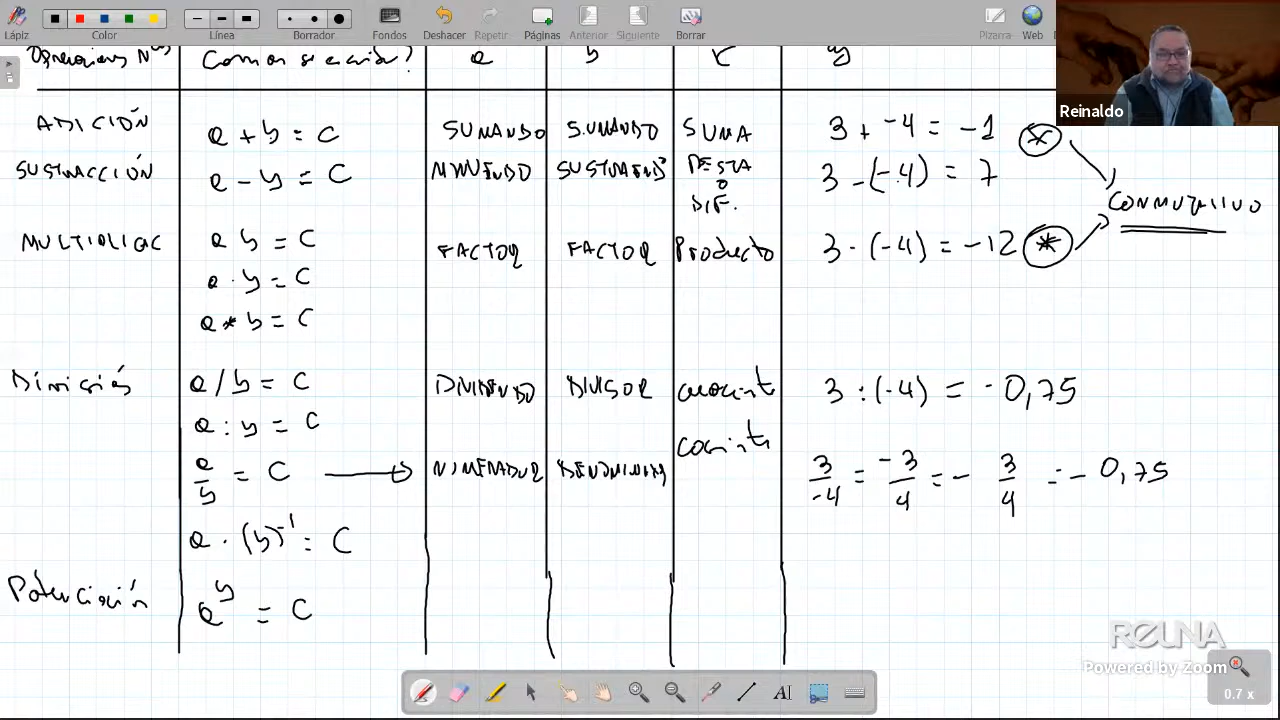 Lápiz Color Línea Borrador Fondos Deshacer Repetir Páginas Anterior Siguiente Borrar Pizarra Web
Operaciones Nos Como se escribe? a b c
Reinaldo
ADICIÓN a + b = C SUMANDO SUMANDO SUMA 3 + -4 = -1 *
SUSTRACCIÓN a - b = C MINUENDO SUSTRAENDO RESTA O DIF. 3 - (-4) = 7
CONMUTATIVO
MULTIPLICAC a b = C FACTOR FACTOR Producto 3 · (-4) = -12 *
a · b = C
a * b = C
División a / b = C DIVIDENDO DIVISOR cuociente 3 : (-4) = -0,75
a : b = C
cociente
a/b = C NUMERADOR 3/-4 = -3/4 = - 3/4 = -0,75
a · (b)⁻¹ = C
Potenciación aᵇ = C
REUNA
Powered by Zoom
0.7 x